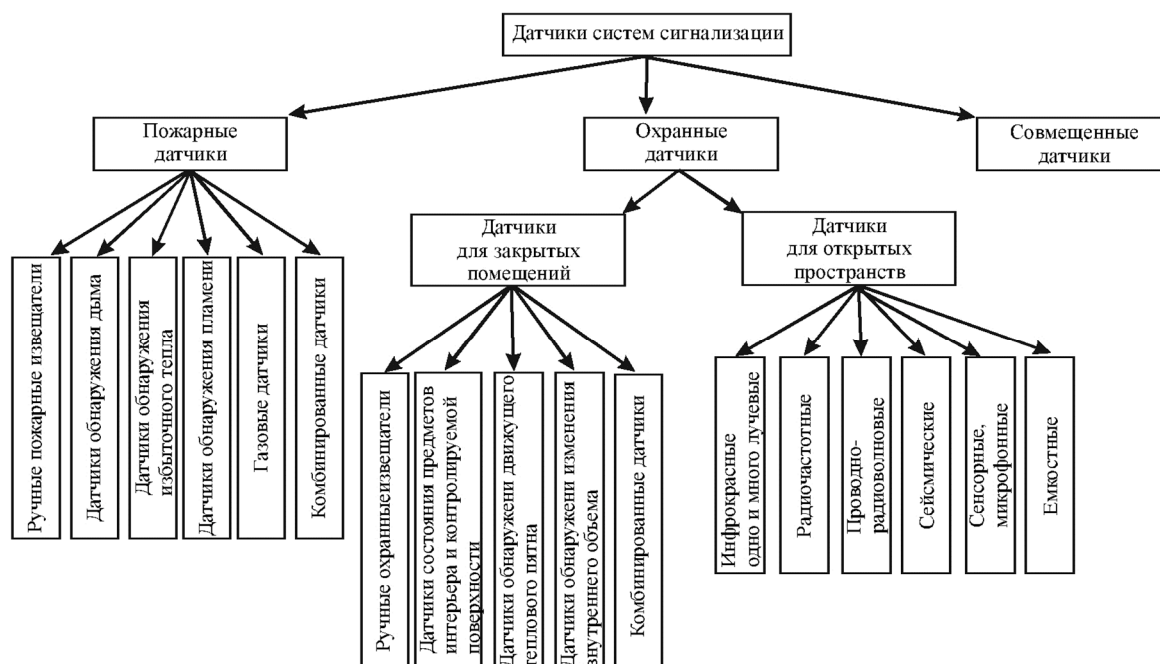 Датчики систем сигнализации
Пожарные
датчики
Охранные
датчики
Совмещенные
датчики
Датчики
для закрытых
помещений
Датчики
для открытых
пространств
Ручные пожарные извещатели
Датчики обнаружения дыма
Датчики обнаружения
избыточного тепла
Датчики обнаружения пламени
Газовые датчики
Комбинированные датчики
Ручные охранныеизвещатели
Датчики состояния предметов
интерьера и контролируемой
поверхности
Датчики обнаружени движущего
теплового пятна
Датчики обнаружени изменения
внутреннего объема
Комбинированные датчики
Инфрокрасные
одно и много лучевые
Радиочастотные
Проводно-
радиоволновые
Сейсмические
Сенсорные,
микрофонные
Емкостные